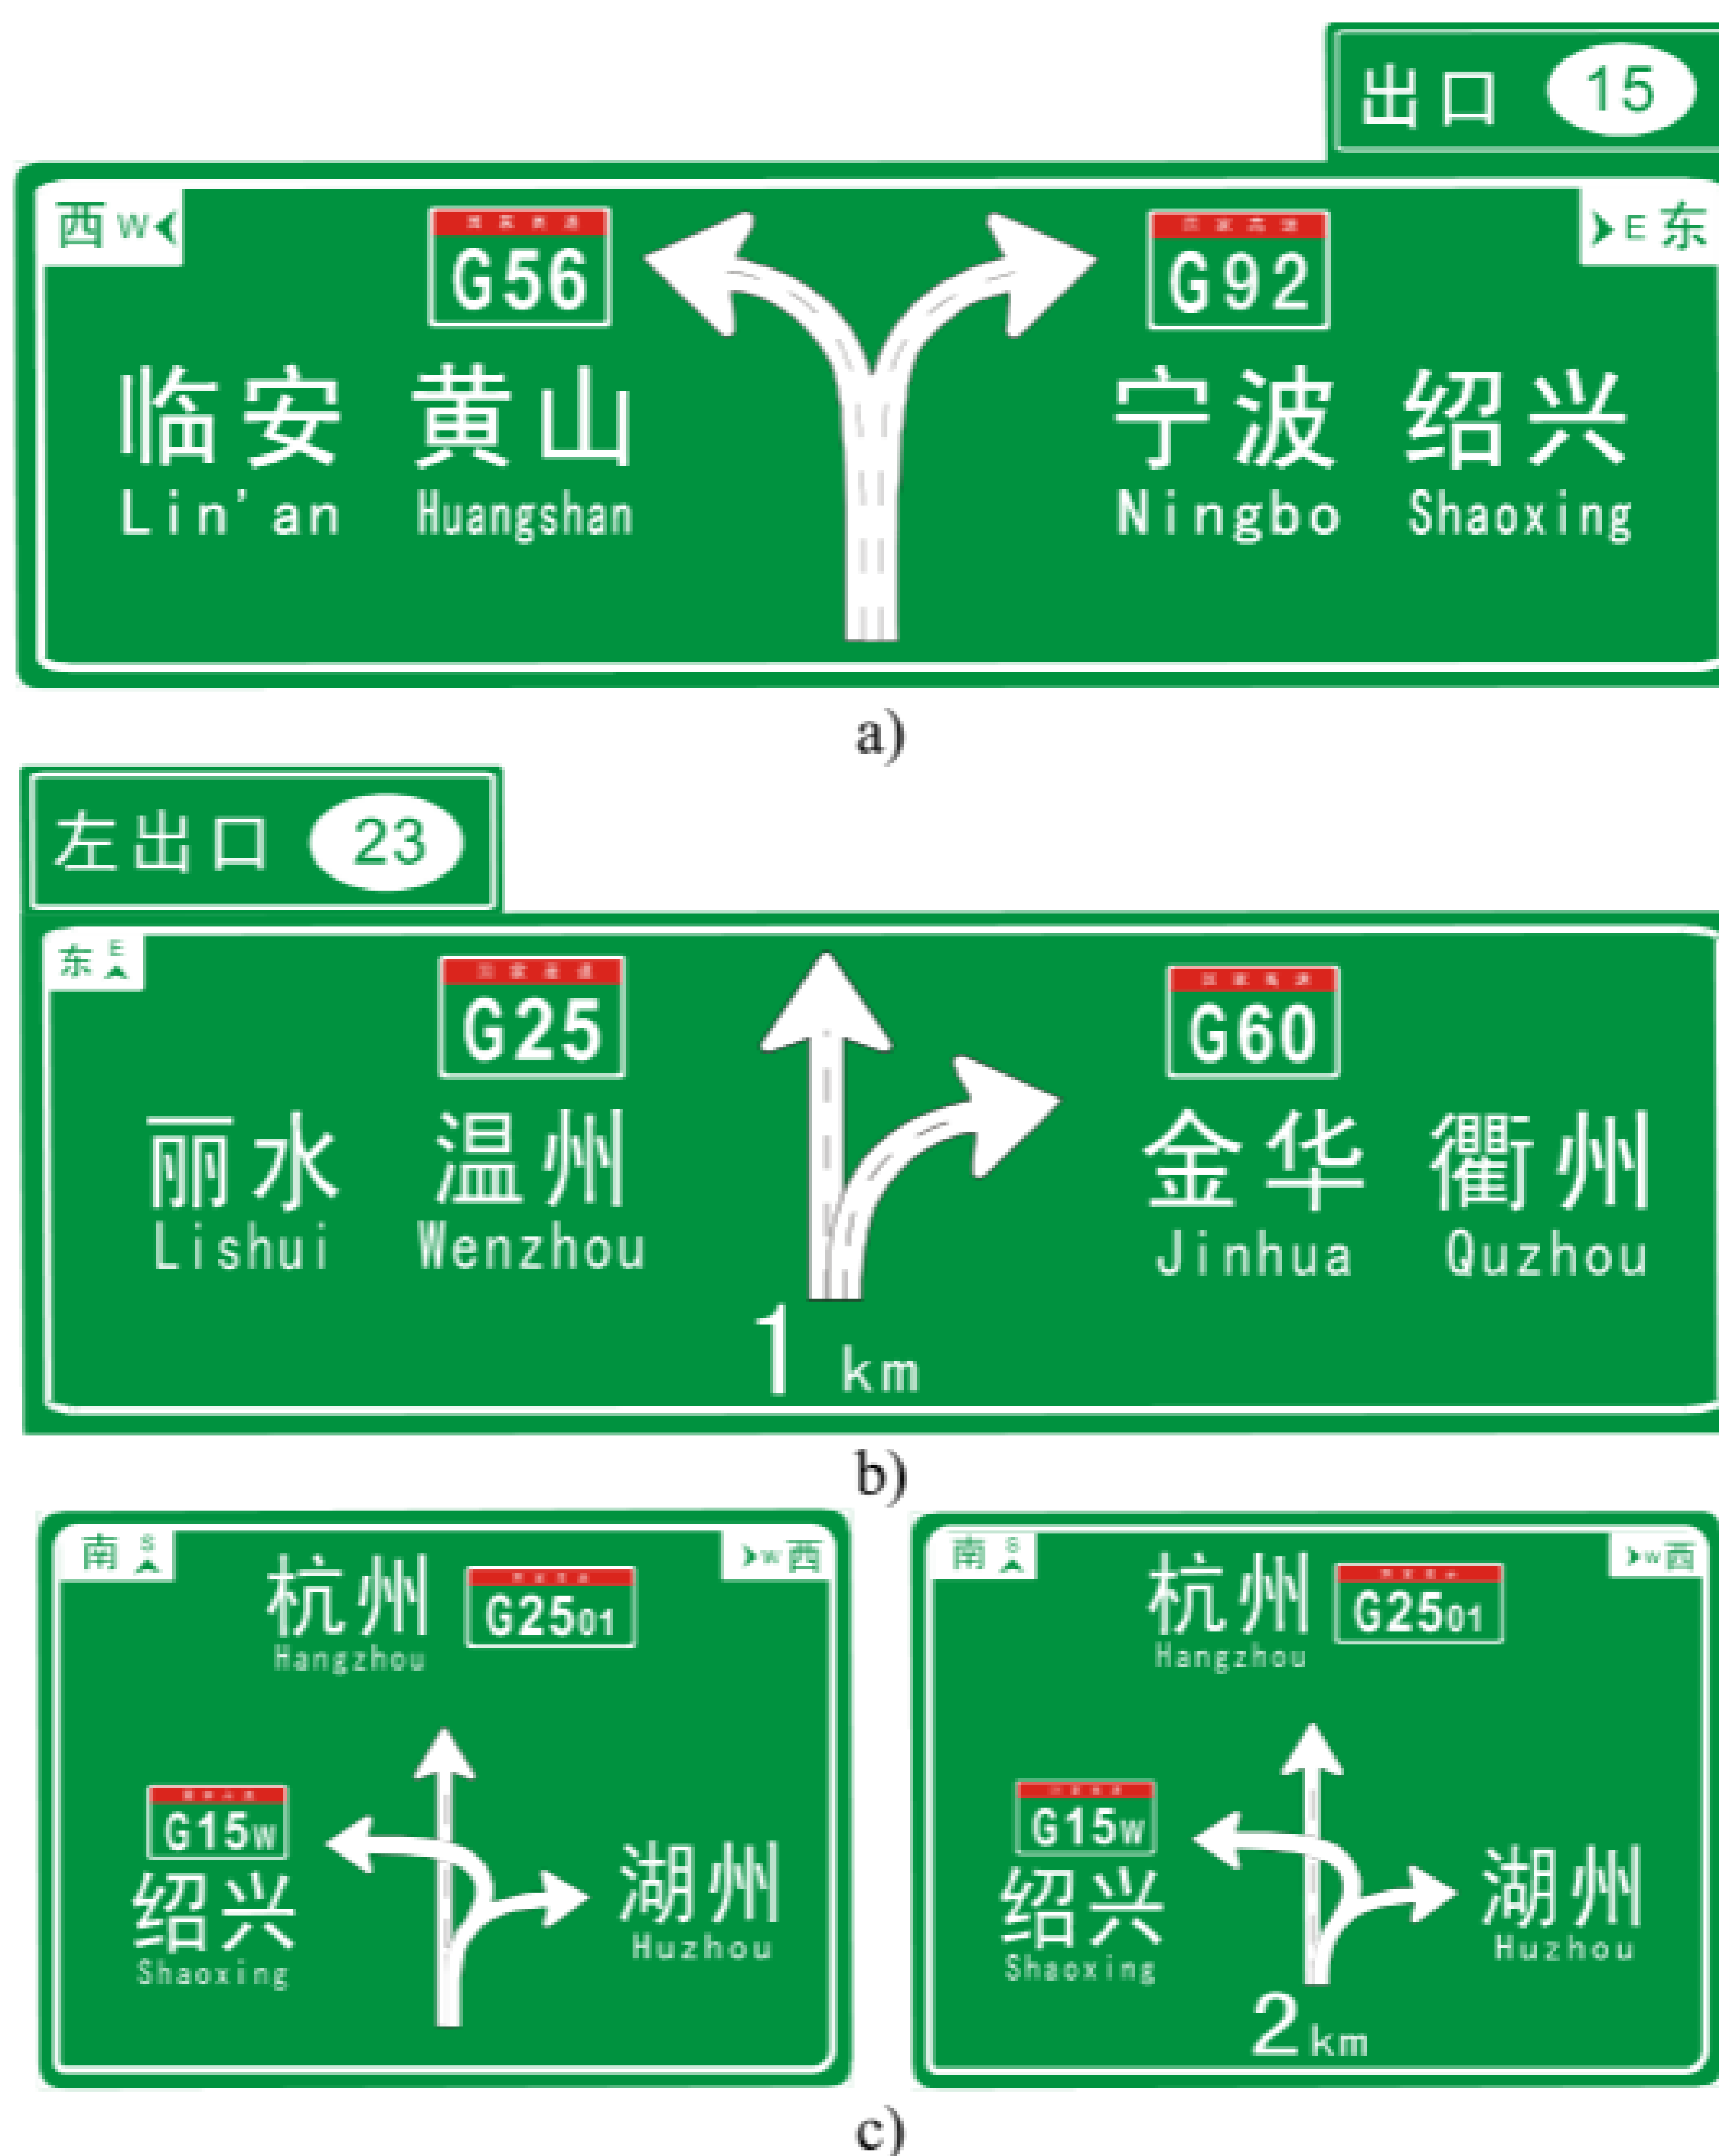 出口 15
西 W E 东
G56 G92
临安 黄山 宁波 绍兴
Lin'an Huangshan Ningbo Shaoxing
a)
左出口 23
东 E
G25 G60
丽水 温州 金华 衢州
Lishui Wenzhou Jinhua Quzhou
1 km
b)
南 S W 西
杭州 G2501
Hangzhou
G15W
绍兴 湖州
Shaoxing Huzhou
南 S W 西
杭州 G2501
Hangzhou
G15W
绍兴 湖州
Shaoxing Huzhou
2 km
c)